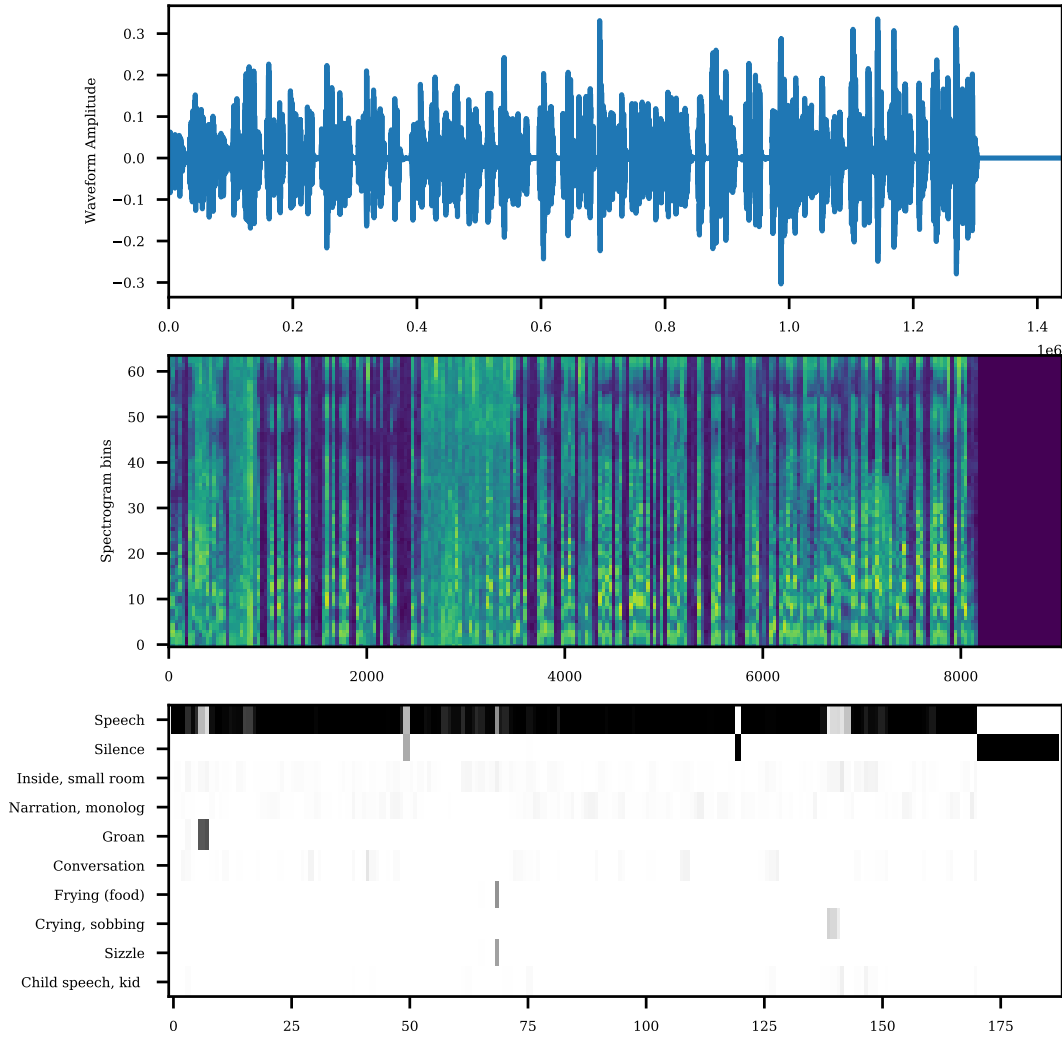 0.3
0.2
0.1
0.0
−0.1
−0.2
−0.3
Waveform Amplitude
0.0 0.2 0.4 0.6 0.8 1.0 1.2 1.4
1e6
60
50
40
30
20
10
0
Spectrogram bins
0 2000 4000 6000 8000
Speech
Silence
Inside, small room
Narration, monolog
Groan
Conversation
Frying (food)
Crying, sobbing
Sizzle
Child speech, kid
0 25 50 75 100 125 150 175